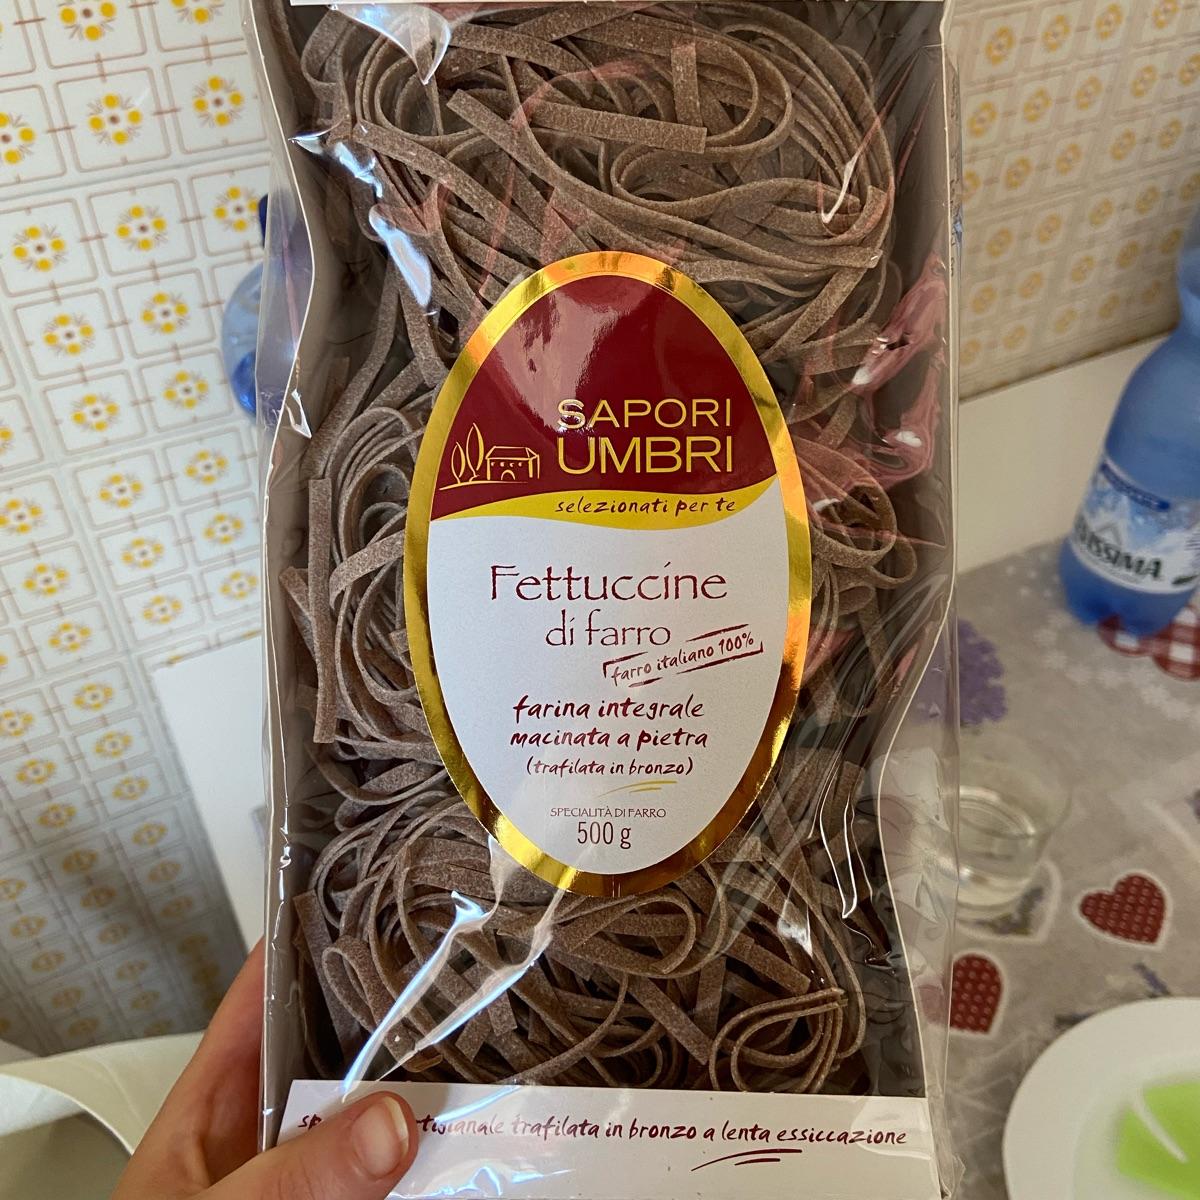 SAPORI
UMBRI
selezionati per te
Fettuccine
di farro
farro italiano 100%
farina integrale
macinata a pietra
(trafilata in bronzo)
SPECIALITÀ DI FARRO
500 g
trafilata in bronzo a lenta essiccazione